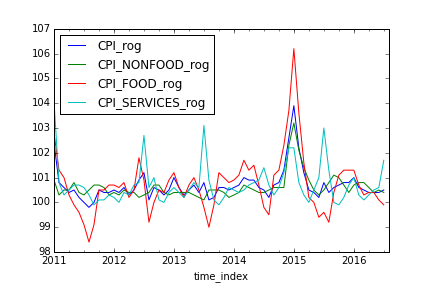 107
106
105
104
103
102
101
100
99
98
CPI_rog
CPI_NONFOOD_rog
CPI_FOOD_rog
CPI_SERVICES_rog
2011 2012 2013 2014 2015 2016
time_index